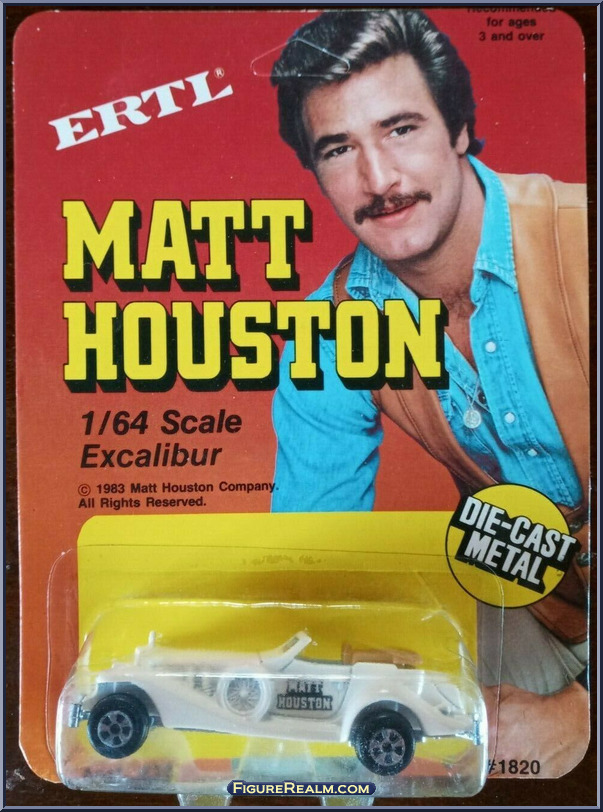 Recommended
for ages
3 and over
ERTL®
MATT
HOUSTON
1/64 Scale
Excalibur
© 1983 Matt Houston Company.
All Rights Reserved.
DIE-CAST
METAL
MATT
HOUSTON
#1820
FIGUREREALM.COM